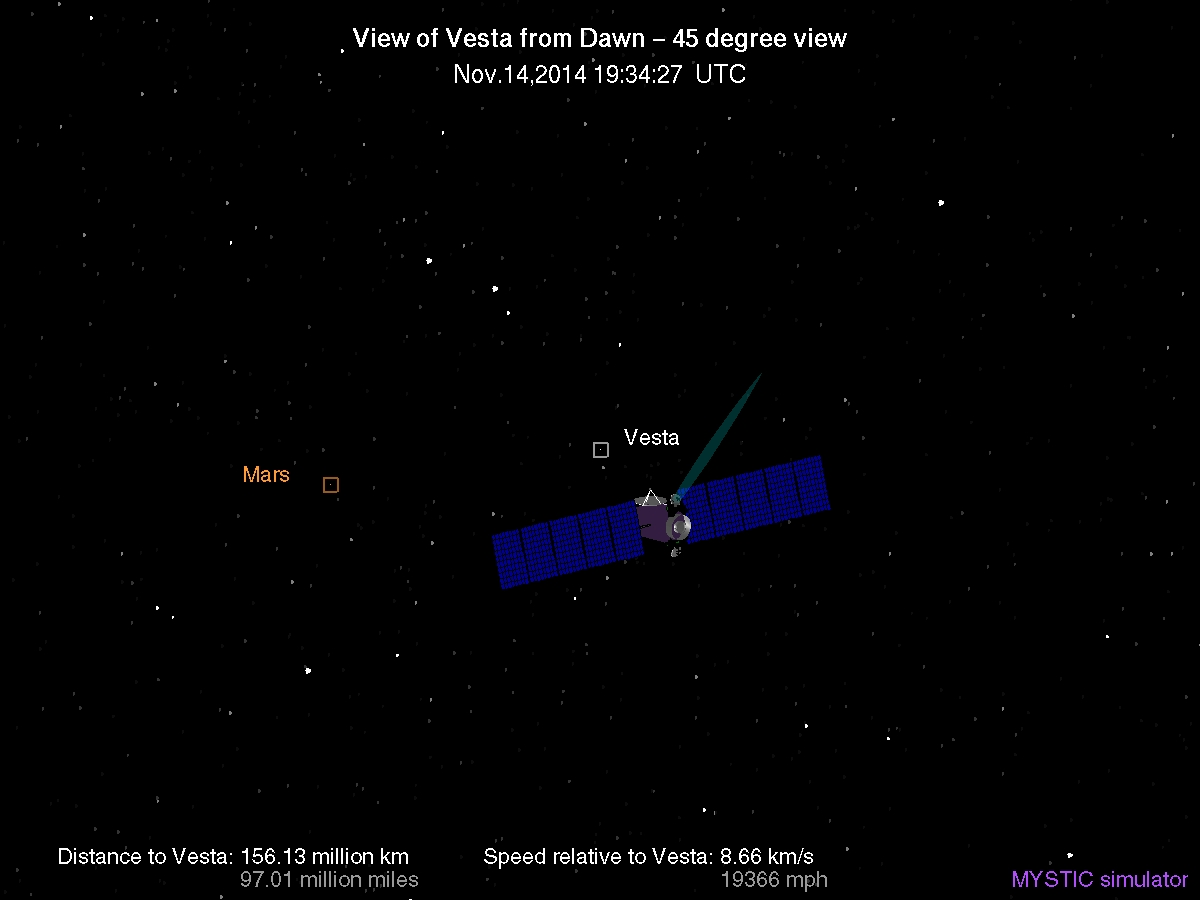 View of Vesta from Dawn – 45 degree view
Nov.14,2014 19:34:27 UTC
Vesta
Mars
Distance to Vesta: 156.13 million km
97.01 million miles
Speed relative to Vesta: 8.66 km/s
19366 mph
MYSTIC simulator